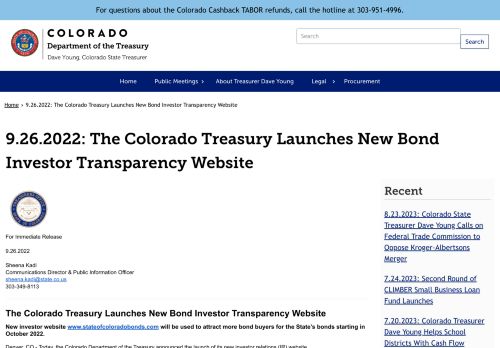 For questions about the Colorado Cashback TABOR refunds, call the hotline at 303-951-4996.
COLORADO
Department of the Treasury
Dave Young, Colorado State Treasurer
Search
Search
Home
Public Meetings
About Treasurer Dave Young
Legal
Procurement
Home > 9.26.2022: The Colorado Treasury Launches New Bond Investor Transparency Website
9.26.2022: The Colorado Treasury Launches New Bond
Investor Transparency Website
For Immediate Release
9.26.2022
Sheena Kadi
Communications Director & Public Information Officer
sheena.kadi@state.co.us
303-349-8113
The Colorado Treasury Launches New Bond Investor Transparency Website
New investor website www.stateofcoloradobonds.com will be used to attract more bond buyers for the State's bonds starting in
October 2022.
Denver, CO - Today, the Colorado Department of the Treasury announced the launch of its new investor relations (IR) website,
Recent
8.23.2023: Colorado State
Treasurer Dave Young Calls on
Federal Trade Commission to
Oppose Kroger-Albertsons
Merger
7.24.2023: Second Round of
CLIMBER Small Business Loan
Fund Launches
7.20.2023: Colorado Treasurer
Dave Young Helps School
Districts With Cash Flow